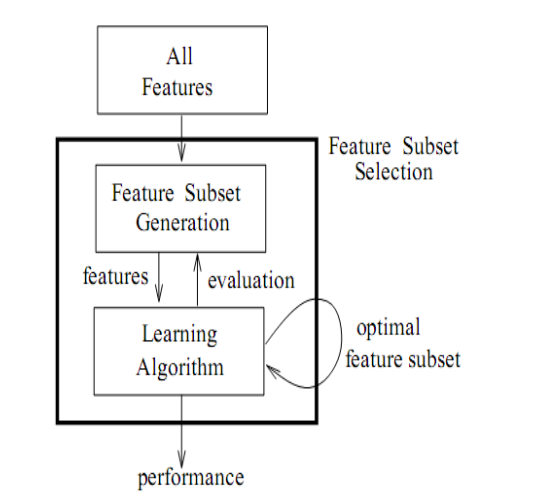 All
Features
Feature Subset
Selection
Feature Subset
Generation
features
evaluation
Learning
Algorithm
optimal
feature subset
performance